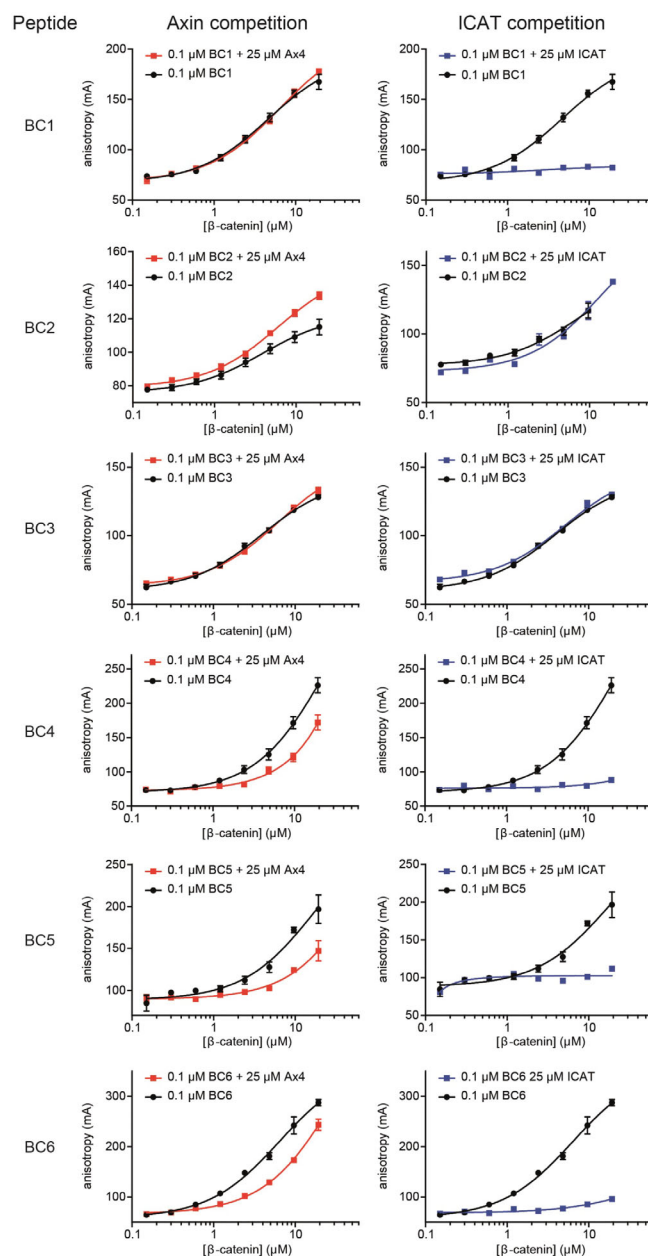 Peptide Axin competition ICAT competition
200 200
0.1 µM BC1 + 25 µM Ax4 0.1 µM BC1 + 25 µM ICAT
0.1 µM BC1 0.1 µM BC1
150 150
BC1 anisotropy (mA) anisotropy (mA)
100 100
50 50
0.1 1 10 0.1 1 10
[β-catenin] (µM) [β-catenin] (µM)
160
0.1 µM BC2 + 25 µM Ax4 0.1 µM BC2 + 25 µM ICAT
0.1 µM BC2 0.1 µM BC2
140 150
BC2 anisotropy (mA) anisotropy (mA)
120
100 100
80
50
0.1 1 10 0.1 1 10
[β-catenin] (µM) [β-catenin] (µM)
150 150
0.1 µM BC3 + 25 µM Ax4 0.1 µM BC3 + 25 µM ICAT
0.1 µM BC3 0.1 µM BC3
BC3 anisotropy (mA) anisotropy (mA)
100 100
50 50
0.1 1 10 0.1 1 10
[β-catenin] (µM) [β-catenin] (µM)
250 250
0.1 µM BC4 + 25 µM Ax4 0.1 µM BC4 + 25 µM ICAT
0.1 µM BC4 0.1 µM BC4
200 200
BC4 anisotropy (mA) anisotropy (mA)
150 150
100 100
50 50
0.1 1 10 0.1 1 10
[β-catenin] (µM) [β-catenin] (µM)
250
0.1 µM BC5 + 25 µM Ax4 0.1 µM BC5 + 25 µM ICAT
0.1 µM BC5 0.1 µM BC5
200 200
BC5 anisotropy (mA) anisotropy (mA)
150 150
100 100
50
0.1 1 10 0.1 1 10
[β-catenin] (µM) [β-catenin] (µM)
0.1 µM BC6 + 25 µM Ax4 0.1 µM BC6 25 µM ICAT
0.1 µM BC6 0.1 µM BC6
300 300
BC6 anisotropy (mA) anisotropy (mA)
200 200
100 100
0.1 1 10 0.1 1 10
[β-catenin] (µM) [β-catenin] (µM)